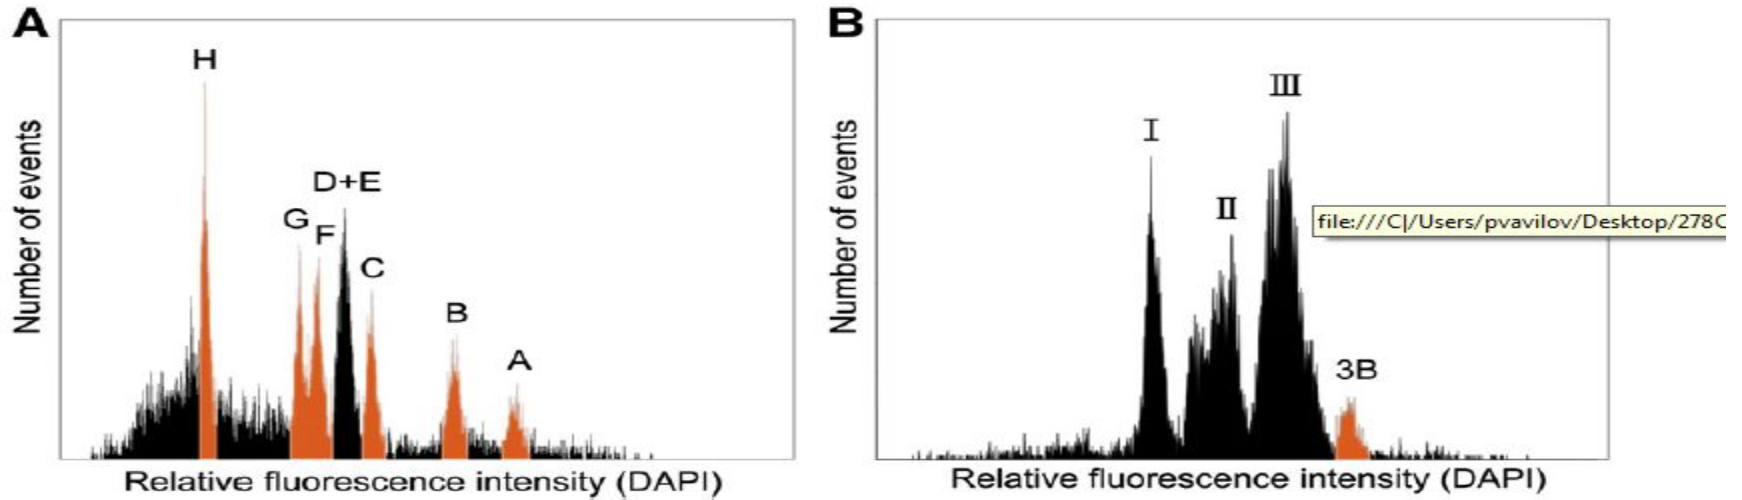 A
H
D+E
G
F
C
B
A
Number of events
Relative fluorescence intensity (DAPI)
B
III
I
II
file:///C|/Users/pvavilov/Desktop/278C
3B
Number of events
Relative fluorescence intensity (DAPI)